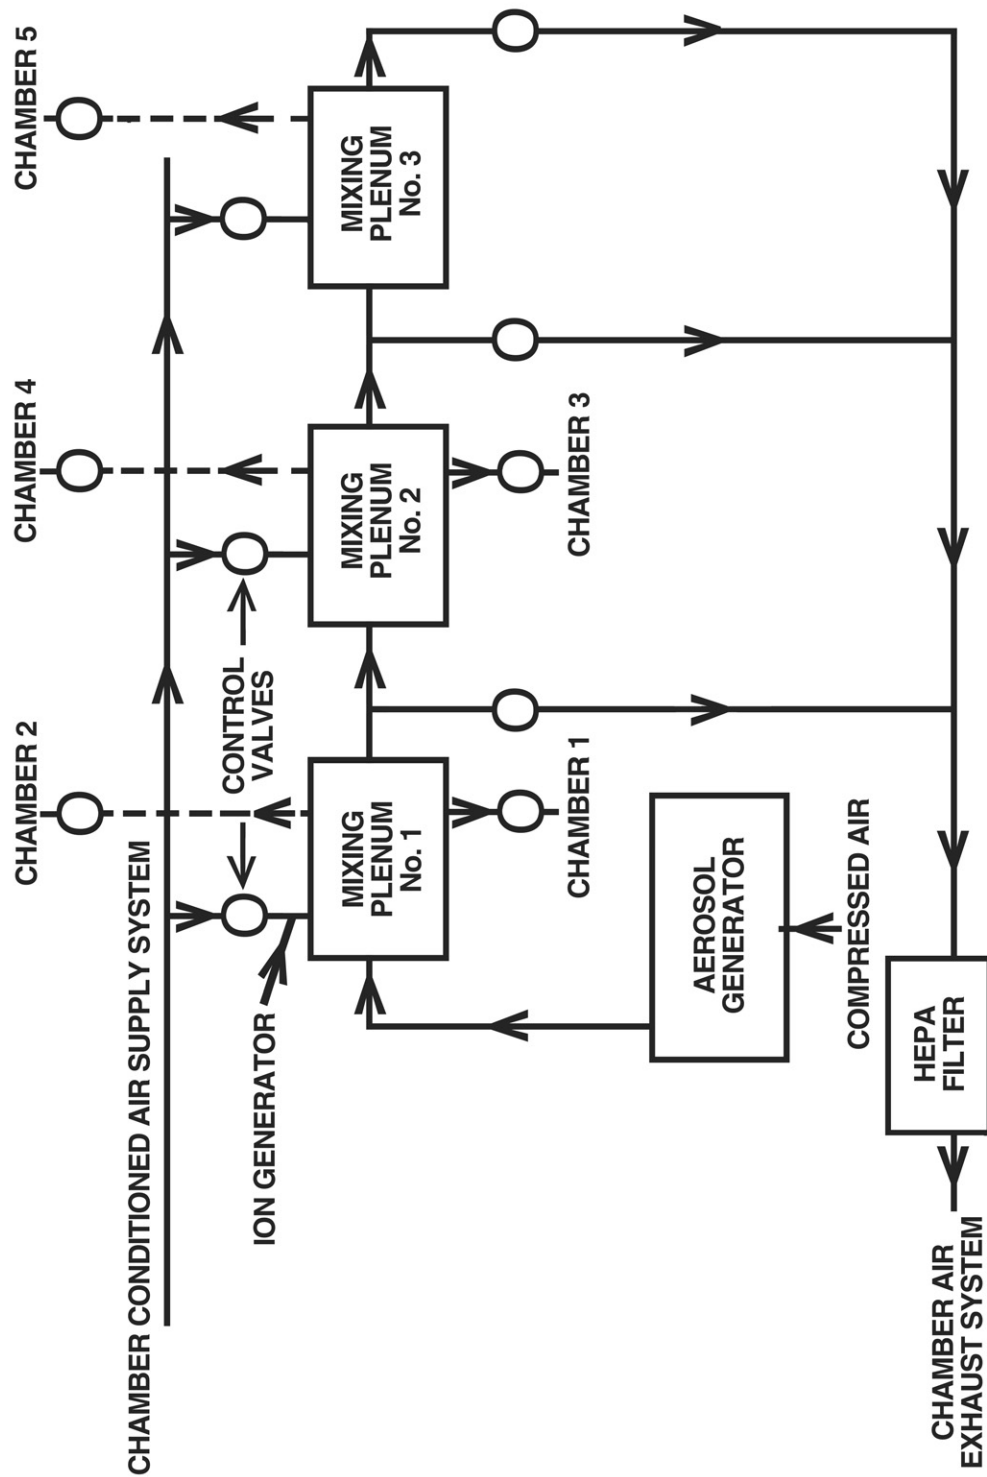 CHAMBER 2
CHAMBER 4
CHAMBER 5
CHAMBER CONDITIONED AIR SUPPLY SYSTEM
CONTROL
VALVES
ION GENERATOR
MIXING
PLENUM
No. 1
MIXING
PLENUM
No. 2
MIXING
PLENUM
No. 3
CHAMBER 1
CHAMBER 3
AEROSOL
GENERATOR
COMPRESSED AIR
HEPA
FILTER
CHAMBER AIR
EXHAUST SYSTEM